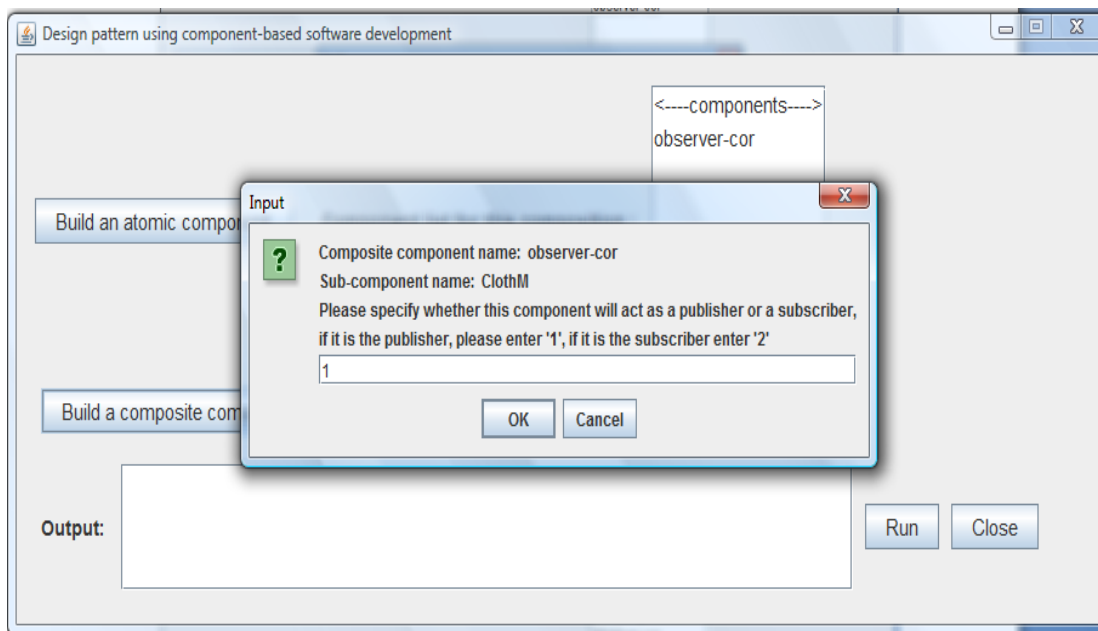 Design pattern using component-based software development
<----components---->
observer-cor
Input
Build an atomic compo
Composite component name: observer-cor
Sub-component name: ClothM
Please specify whether this component will act as a publisher or a subscriber,
if it is the publisher, please enter '1', if it is the subscriber enter '2'
1
Build a composite com
OK
Cancel
Output:
Run
Close